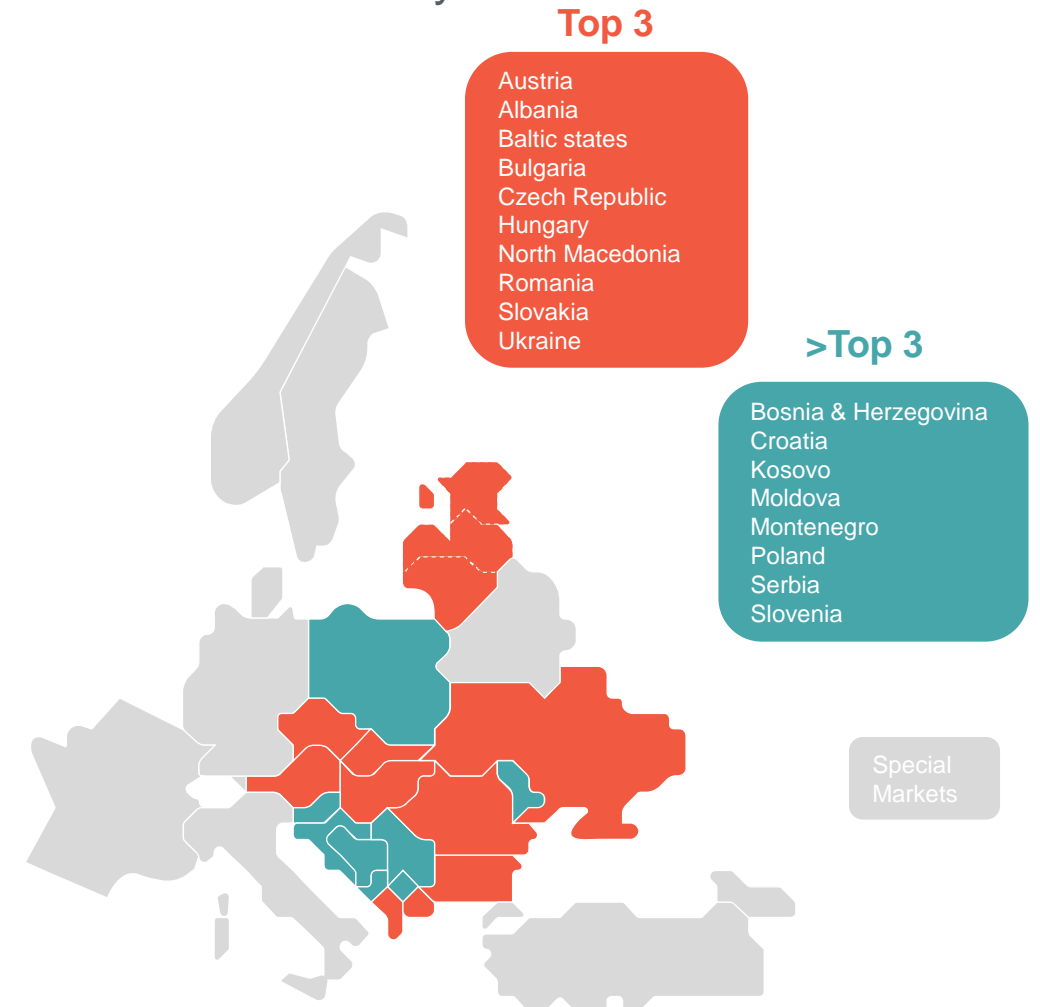 Top 3
Austria
Albania
Baltic states
Bulgaria
Czech Republic
Hungary
North Macedonia
Romania
Slovakia
Ukraine
>Top 3
Bosnia & Herzegovina
Croatia
Kosovo
Moldova
Montenegro
Poland
Serbia
Slovenia
Special
Markets